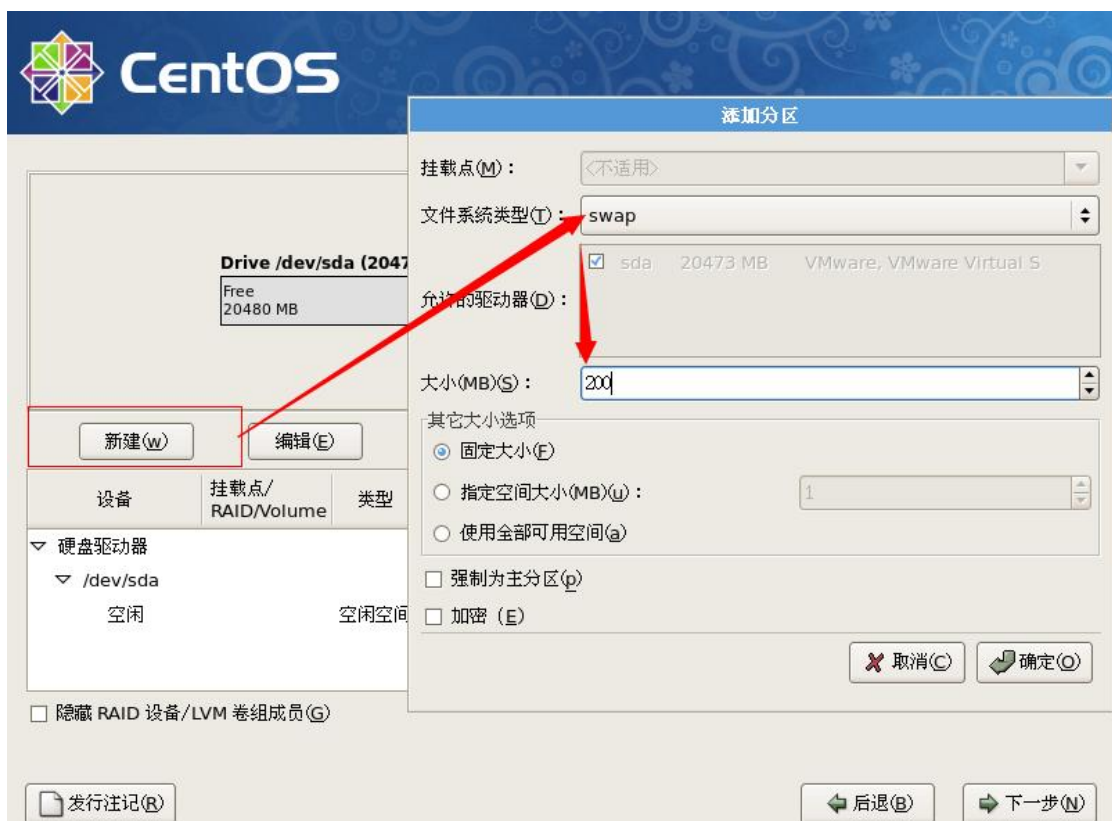 CentOS
添加分区
挂载点(M)：
<不适用>
文件系统类型(T)：
swap
Drive /dev/sda (2047
Free
20480 MB
允许的驱动器(D)：
sda 20473 MB VMware, VMware Virtual S
大小(MB)(S)：
200
其它大小选项
固定大小(F)
指定空间大小(MB)(u)：
1
使用全部可用空间(a)
强制为主分区(p)
加密（E)
取消(C)
确定(O)
新建(w)
编辑(E)
设备
挂载点/
RAID/Volume
类型
硬盘驱动器
/dev/sda
空闲
空闲空间
隐藏 RAID 设备/LVM 卷组成员(G)
发行注记(R)
后退(B)
下一步(N)